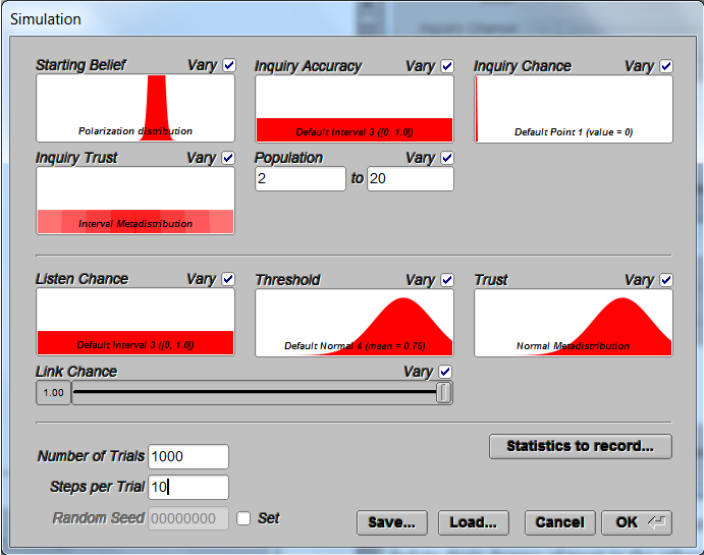 Simulation
Starting Belief Vary
Inquiry Accuracy Vary
Inquiry Chance Vary
Polarization distribution
Default Interval 3 ([0, 1.0])
Default Point 1 (value = 0)
Inquiry Trust Vary
Population Vary
2 to 20
Interval Metadistribution
Listen Chance Vary
Threshold Vary
Trust Vary
Default Interval 3 ([0, 1.0])
Default Normal 4 (mean = 0.75)
Normal Metadistribution
Link Chance Vary
1.00
Statistics to record...
Number of Trials 1000
Steps per Trial 10
Random Seed 00000000 Set
Save... Load... Cancel OK